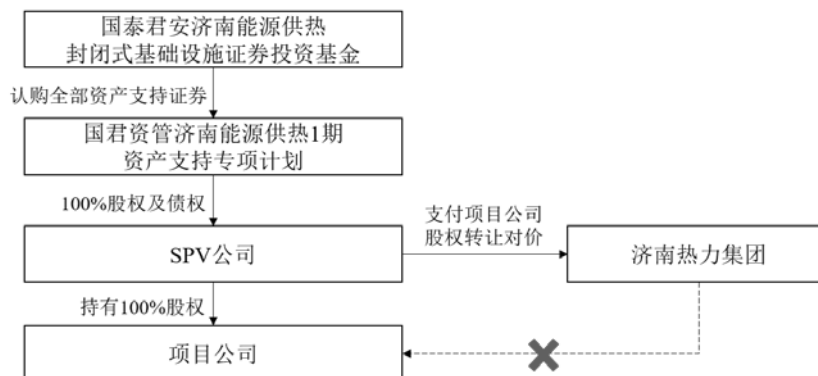 国泰君安济南能源供热
封闭式基础设施证券投资基金
认购全部资产支持证券
国君资管济南能源供热1期
资产支持专项计划
100%股权及债权
支付项目公司
股权转让对价
SPV公司
济南热力集团
持有100%股权
项目公司